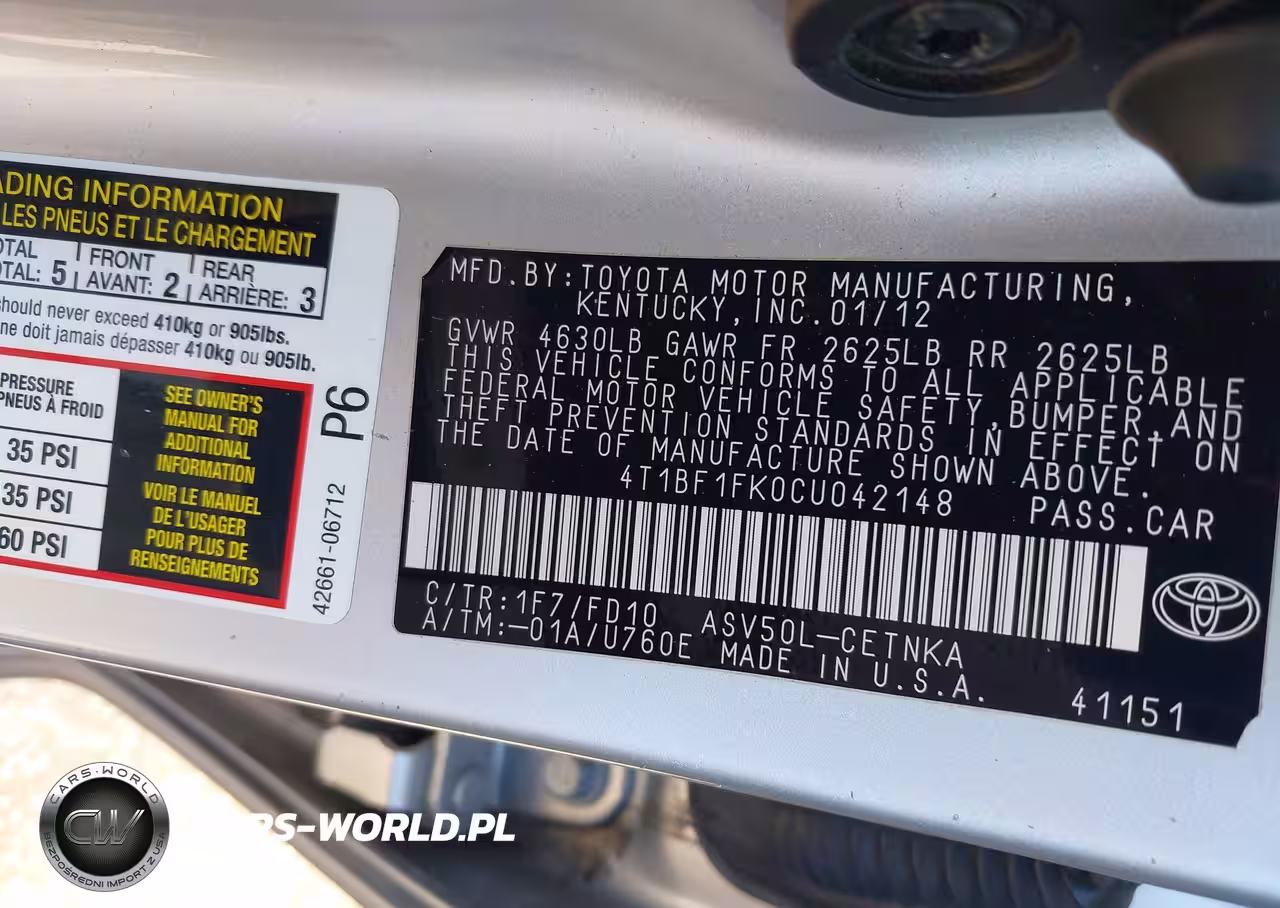 ADING INFORMATION
LES PNEUS ET LE CHARGEMENT
OTAL
OTAL: 5
FRONT
AVANT: 2
REAR
ARRIÈRE: 3
hould never exceed 410kg or 905lbs.
ne doit jamais dépasser 410kg ou 905lb.
PRESSURE
PNEUS À FROID
35 PSI
35 PSI
60 PSI
SEE OWNER'S
MANUAL FOR
ADDITIONAL
INFORMATION
VOIR LE MANUEL
DE L'USAGER
POUR PLUS DE
RENSEIGNEMENTS
P6
42661-06712
MFD.BY:TOYOTA MOTOR MANUFACTURING,
KENTUCKY,INC.01/12
GVWR 4630LB GAWR FR 2625LB RR 2625LB
THIS VEHICLE CONFORMS TO ALL APPLICABLE
FEDERAL MOTOR VEHICLE SAFETY,BUMPER,AND
THEFT PREVENTION STANDARDS IN EFFECT ON
THE DATE OF MANUFACTURE SHOWN ABOVE.
4T1BF1FK0CU042148 PASS.CAR
C/TR:1F7/FD10 ASV50L-CETNKA
A/TM:-01A/U760E MADE IN U.S.A.
41151
CARS-WORLD
CW
BEZPOŚREDNI IMPORT Z USA
RS-WORLD.PL